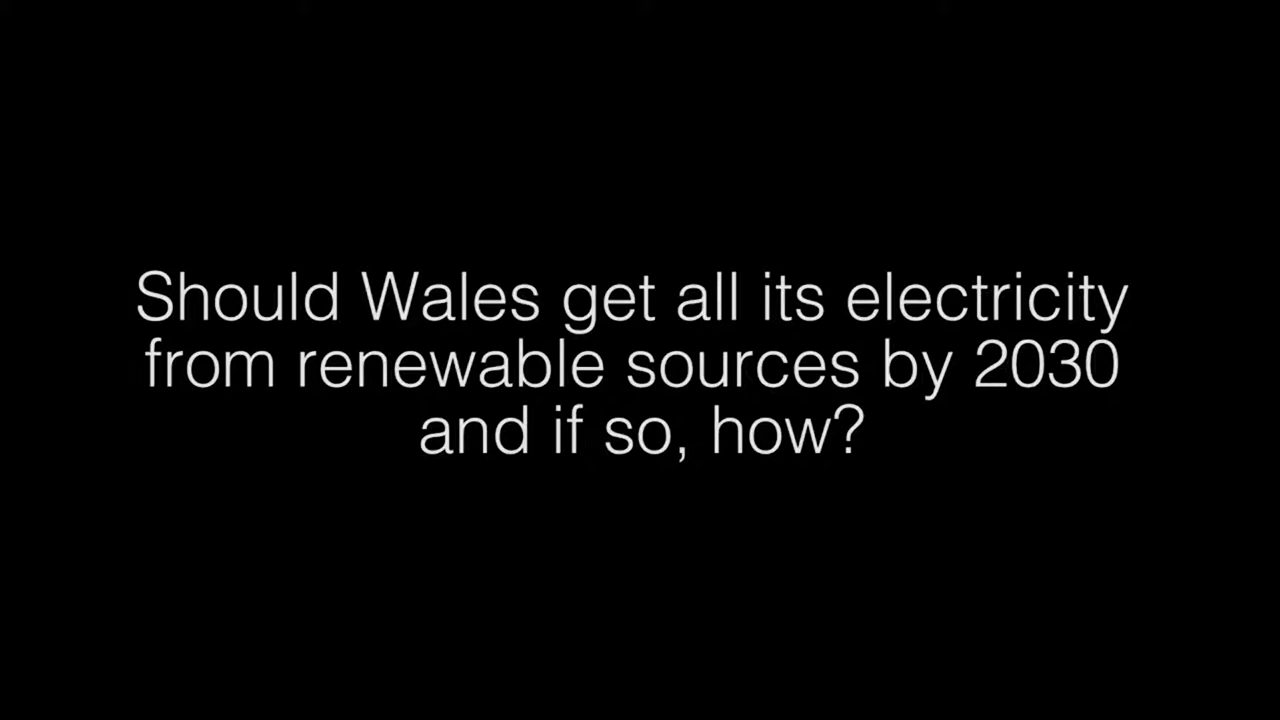 Should Wales get all its electricity
from renewable sources by 2030
and if so, how?